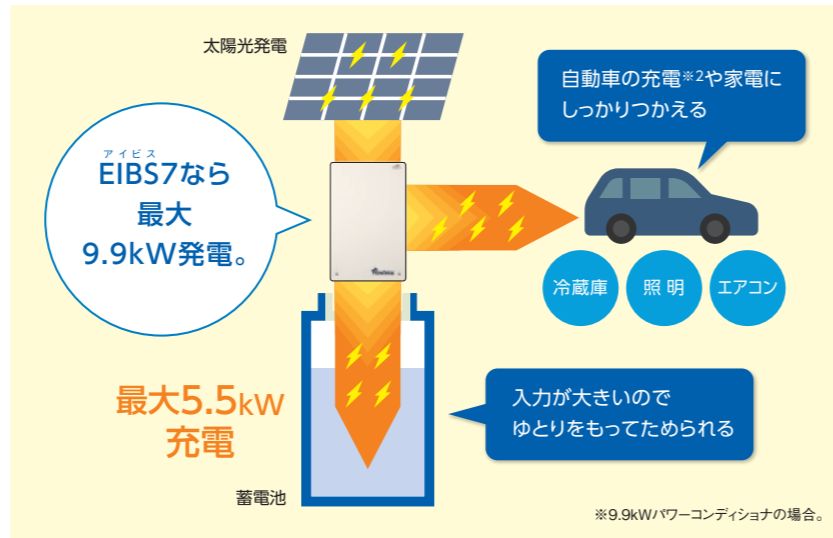 太陽光発電
自動車の充電※2や家電に
しっかりつかえる
アイビス
EIBS7なら
最大
9.9kW発電。
冷蔵庫
照明
エアコン
最大5.5kW
充電
入力が大きいので
ゆとりをもってためられる
蓄電池
※9.9kWパワーコンディショナの場合。